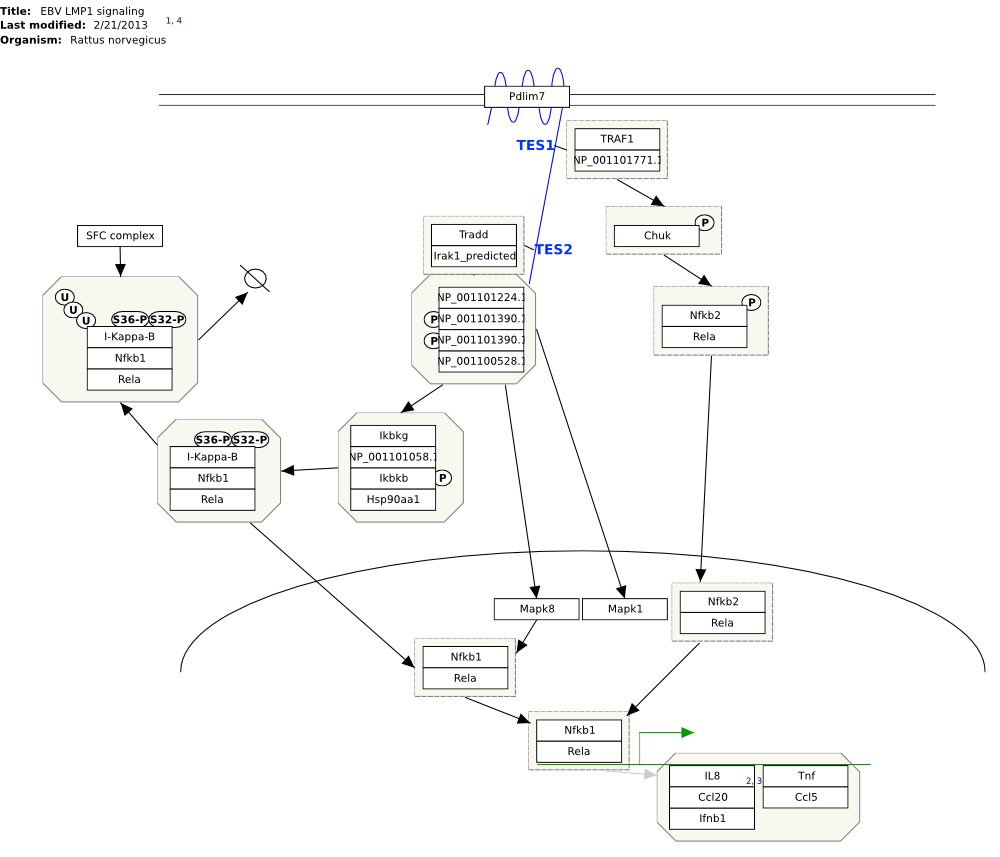 Title: EBV LMP1 signaling
Last modified: 2/21/2013
1, 4
Organism: Rattus norvegicus
Pdlim7
TES1
TRAF1
NP_001101771.1
P
Chuk
SFC complex
Tradd
Irak1_predicted
TES2
U
U
U
S36-P
S32-P
I-Kappa-B
Nfkb1
Rela
NP_001101224.1
P
NP_001101390.1
P
NP_001101390.1
NP_001100528.1
P
Nfkb2
Rela
S36-P
S32-P
I-Kappa-B
Nfkb1
Rela
Ikbkg
NP_001101058.1
Ikbkb
P
Hsp90aa1
Mapk8
Mapk1
Nfkb2
Rela
Nfkb1
Rela
Nfkb1
Rela
IL8
2, 3
Tnf
Ccl20
Ccl5
Ifnb1